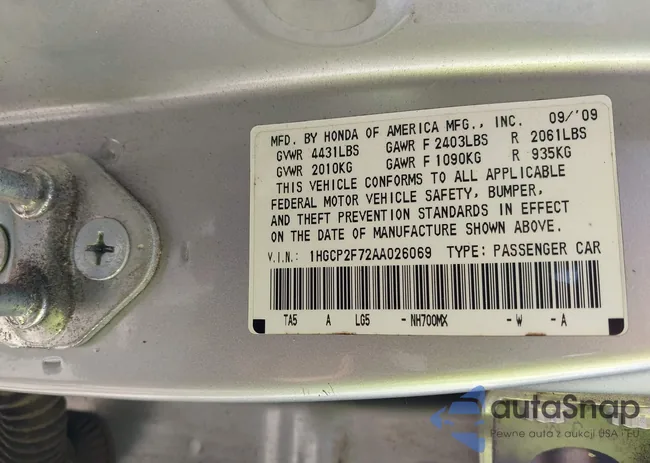 MFD. BY HONDA OF AMERICA MFG., INC. 09/'09
GVWR 4431LBS GAWR F 2403LBS R 2061LBS
GVWR 2010KG GAWR F 1090KG R 935KG
THIS VEHICLE CONFORMS TO ALL APPLICABLE
FEDERAL MOTOR VEHICLE SAFETY, BUMPER,
AND THEFT PREVENTION STANDARDS IN EFFECT
ON THE DATE OF MANUFACTURE SHOWN ABOVE.
V.I.N.: 1HGCP2F72AA026069 TYPE: PASSENGER CAR
TA5 A LG5 - NH700MX - W - A
autoSnap
Pewne auta z aukcji USA i EU